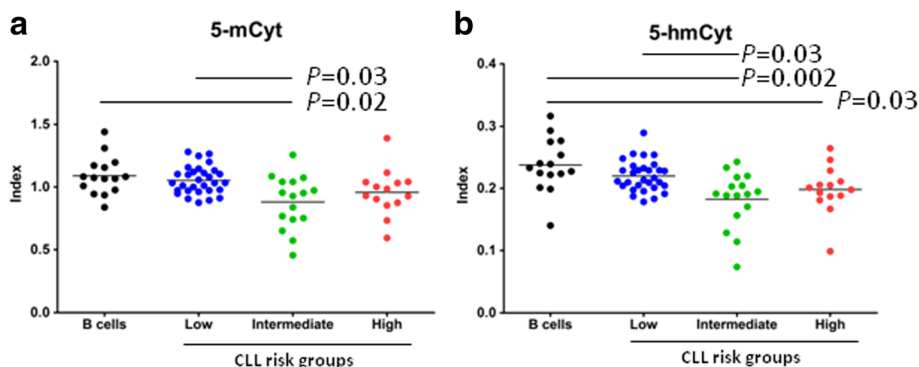 a
5-mCyt
2.0
1.5
1.0
0.5
0.0
Index
P=0.03
P=0.02
B cells
Low
Intermediate
High
CLL risk groups
b
5-hmCyt
0.4
0.3
0.2
0.1
0.0
Index
P=0.03
P=0.002
P=0.03
B cells
Low
Intermediate
High
CLL risk groups